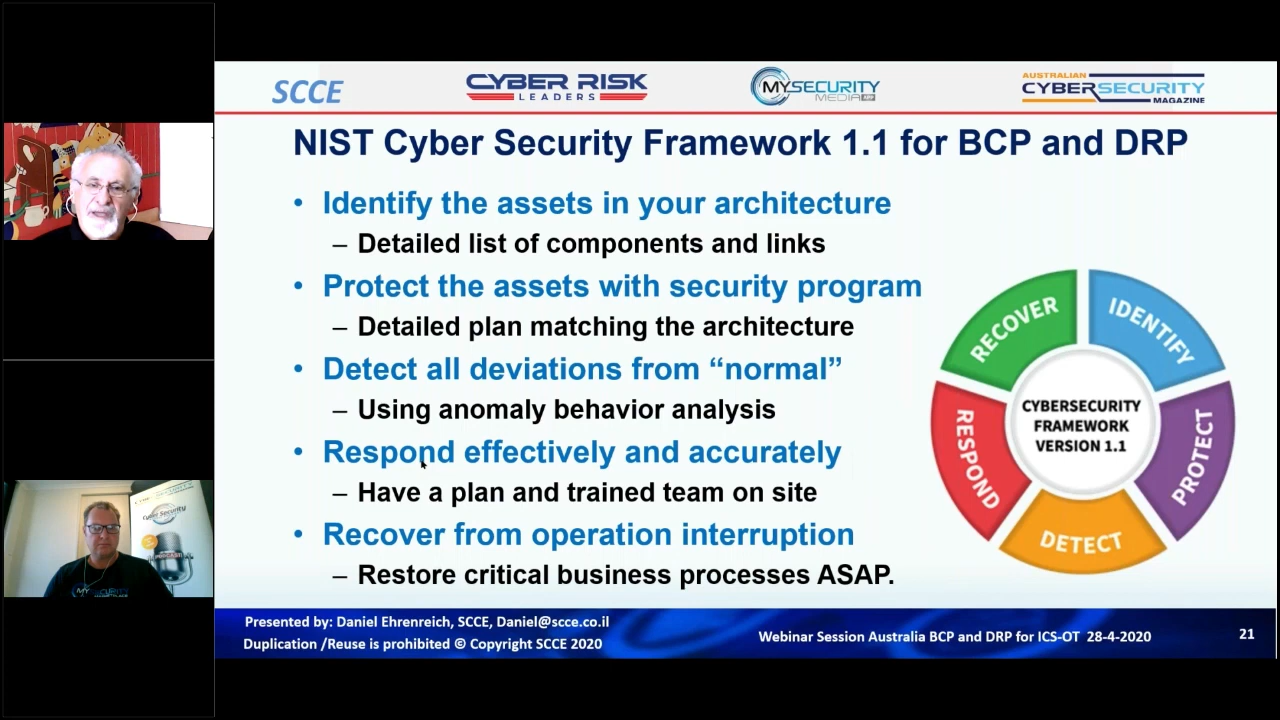 SCCE
CYBER RISK
LEADERS
MYSECURITY
MEDIA
AUSTRALIAN
CYBERSECURITY
MAGAZINE
NIST Cyber Security Framework 1.1 for BCP and DRP
• Identify the assets in your architecture
– Detailed list of components and links
• Protect the assets with security program
– Detailed plan matching the architecture
• Detect all deviations from “normal”
– Using anomaly behavior analysis
• Respond effectively and accurately
– Have a plan and trained team on site
• Recover from operation interruption
– Restore critical business processes ASAP.
RECOVER
IDENTIFY
PROTECT
DETECT
RESPOND
CYBERSECURITY
FRAMEWORK
VERSION 1.1
Cyber Security
PODCAST
MY SECURITY
Presented by: Daniel Ehrenreich, SCCE, Daniel@scce.co.il
Duplication /Reuse is prohibited © Copyright SCCE 2020
Webinar Session Australia BCP and DRP for ICS-OT 28-4-2020
21